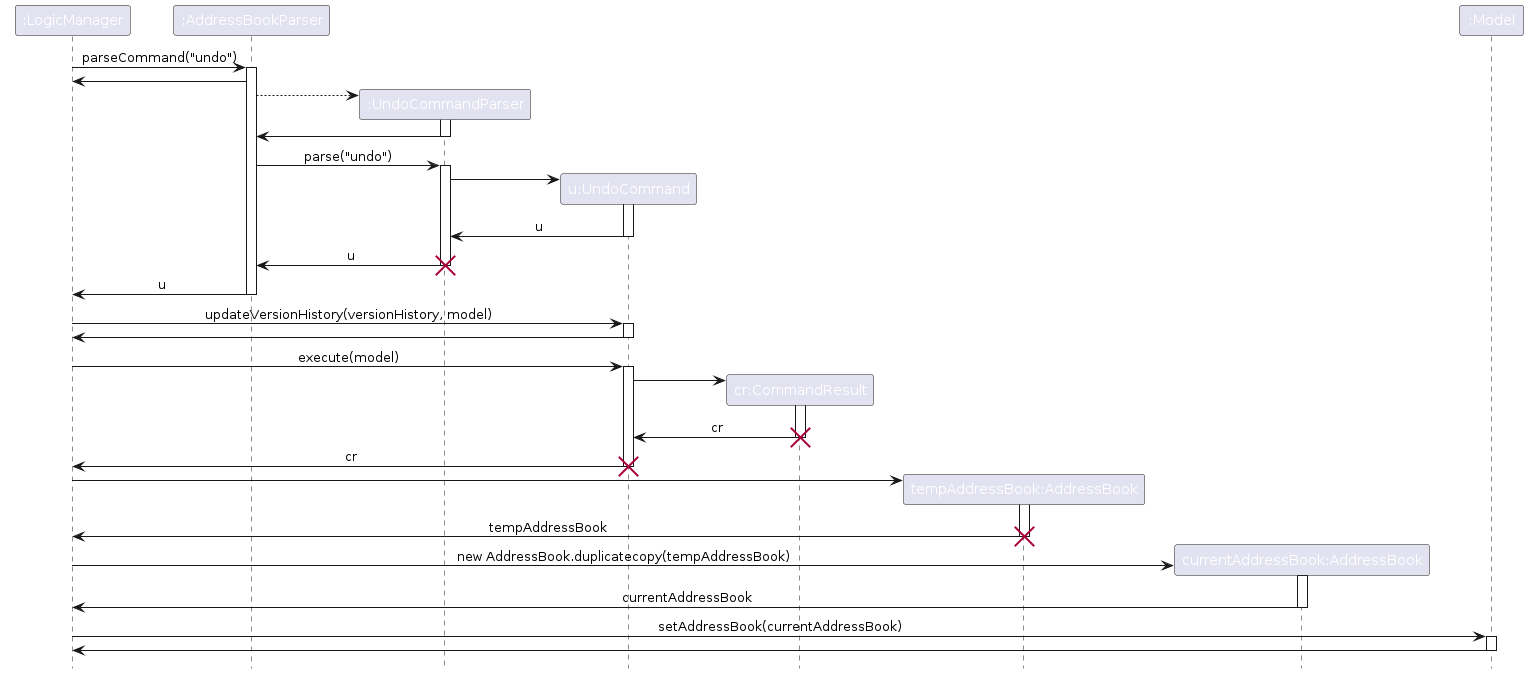 :LogicManager
:AddressBookParser
:Model
parseCommand("undo")
:UndoCommandParser
parse("undo")
u:UndoCommand
u
u
u
updateVersionHistory(versionHistory, model)
execute(model)
cr:CommandResult
cr
cr
tempAddressBook:AddressBook
tempAddressBook
new AddressBook.duplicatecopy(tempAddressBook)
currentAddressBook:AddressBook
currentAddressBook
setAddressBook(currentAddressBook)